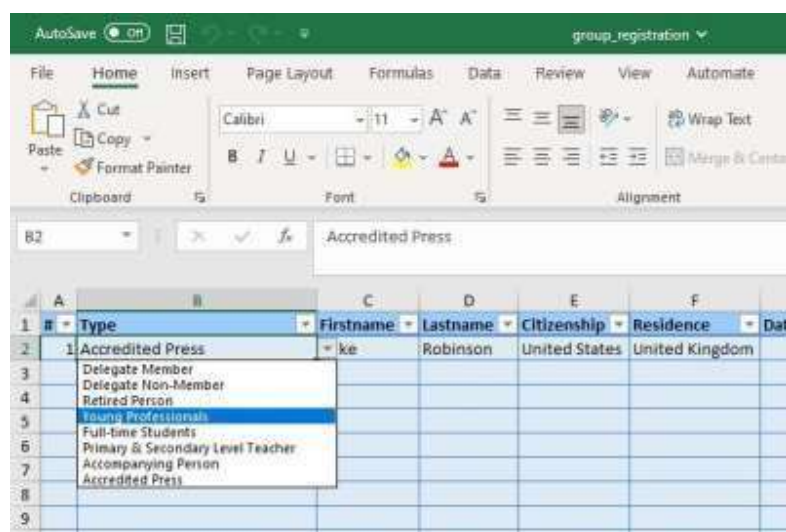 AutoSave Off group_registration
File Home Insert Page Layout Formulas Data Review View Automate
Cut
Copy
Paste
Format Painter
Calibri 11 A A
B I U A
Wrap Text
Merge & Cente
Clipboard Font Alignment
B2 fx Accredited Press
A B C D E F
1 # Type Firstname Lastname Citizenship Residence Dat
2 1 Accredited Press ke Robinson United States United Kingdom
3 Delegate Member
Delegate Non-Member
4 Retired Person
5 Young Professionals
Full-time Students
6 Primary & Secondary Level Teacher
7 Accompanying Person
Accredited Press
8
9